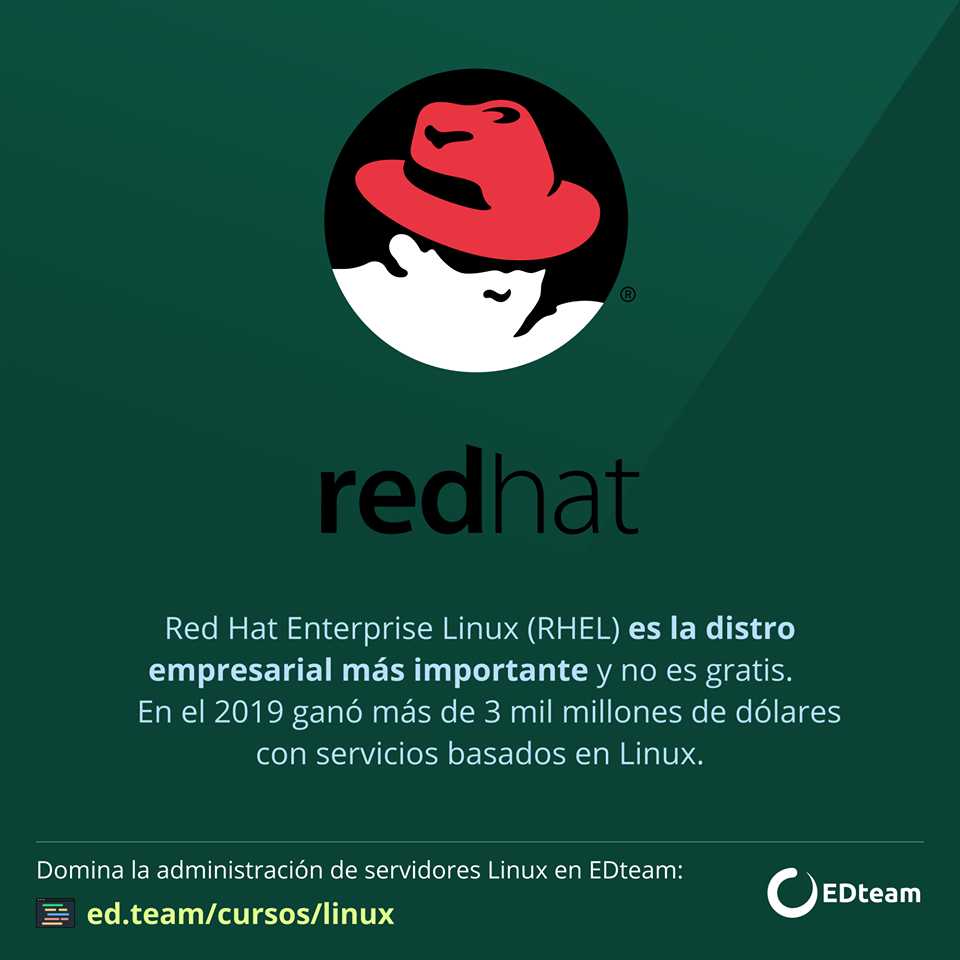 ®
redhat
Red Hat Enterprise Linux (RHEL) es la distro
empresarial más importante y no es gratis.
En el 2019 ganó más de 3 mil millones de dólares
con servicios basados en Linux.
Domina la administración de servidores Linux en EDteam:
ed.team/cursos/linux
EDteam